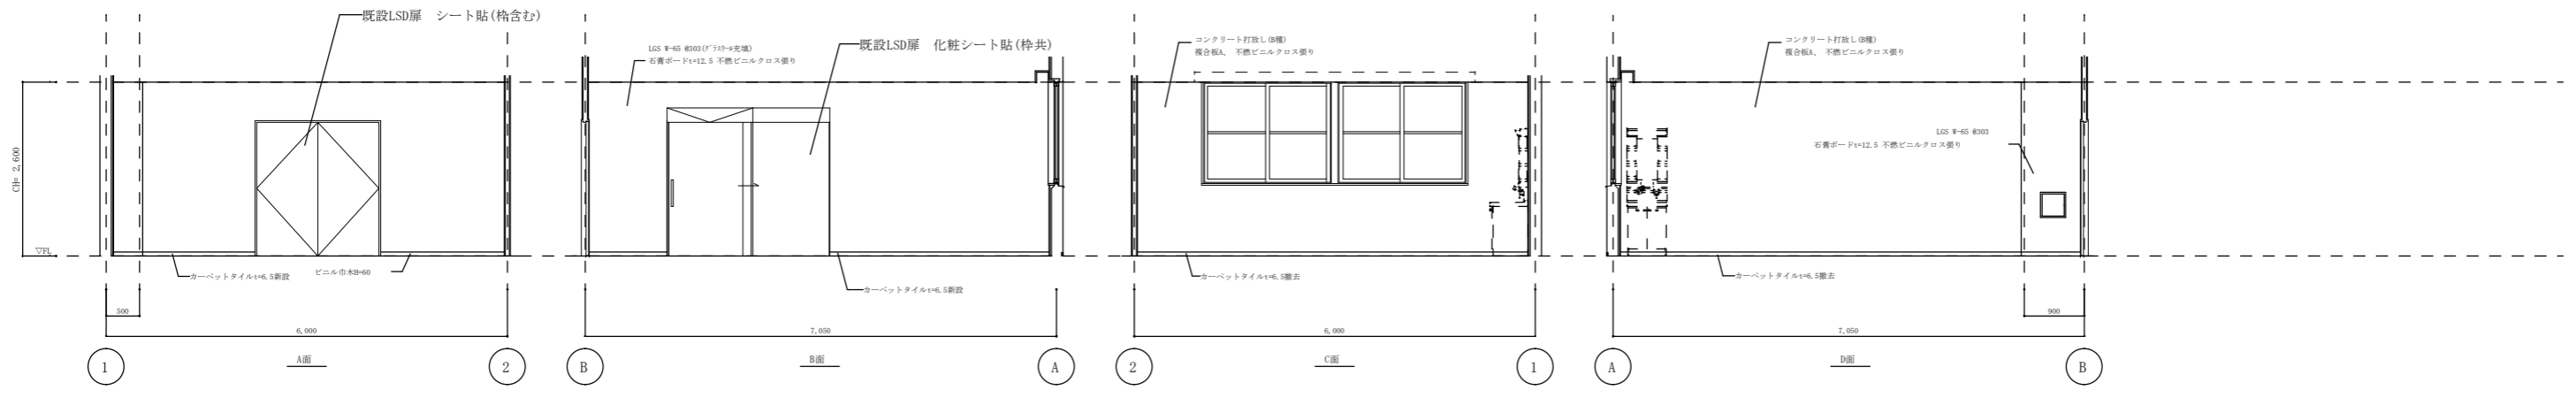 既設LSD扉　シート貼(枠含む)
CH= 2,600
▽FL
カーペットタイルt=6.5新設
ビニル巾木H=60
500
6,000
1
2
A面
LGS W-65 @303(ｸﾞﾗｽｳｰﾙ充填)
石膏ボードt=12.5 不燃ビニルクロス張り
既設LSD扉　化粧シート貼(枠共)
カーペットタイルt=6.5新設
7,050
B
A
B面
コンクリート打放し(B種)
複合板A、 不燃ビニルクロス張り
カーペットタイルt=6.5撤去
6,000
2
1
C面
コンクリート打放し(B種)
複合板A、 不燃ビニルクロス張り
LGS W-65 @303
石膏ボードt=12.5 不燃ビニルクロス張り
カーペットタイルt=6.5撤去
900
7,050
A
B
D面